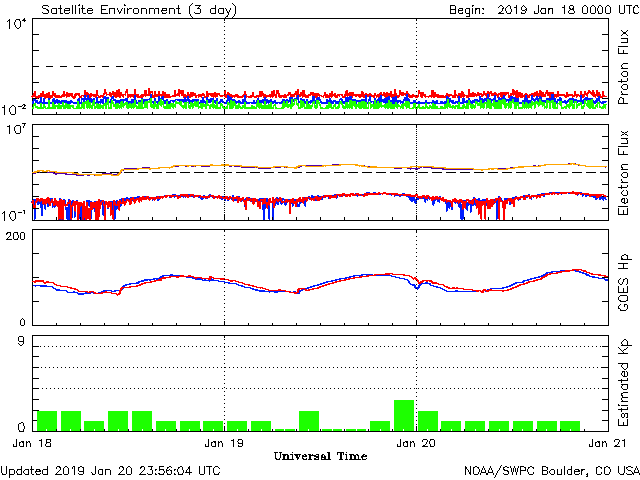 Satellite Environment (3 day) Begin: 2019 Jan 18 0000 UTC
10⁴
10⁻²
Proton Flux
10⁷
10⁻¹
Electron Flux
200
0
GOES Hp
9
0
Estimated Kp
Jan 18 Jan 19 Jan 20 Jan 21
Universal Time
Updated 2019 Jan 20 23:56:04 UTC NOAA/SWPC Boulder, CO USA